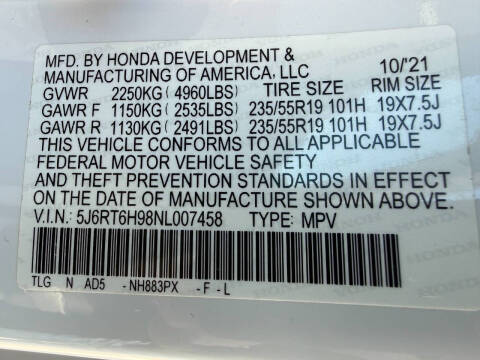 MFD. BY HONDA DEVELOPMENT &
MANUFACTURING OF AMERICA, LLC 10/'21
GVWR 2250KG (4960LBS) TIRE SIZE RIM SIZE
GAWR F 1150KG (2535LBS) 235/55R19 101H 19X7.5J
GAWR R 1130KG (2491LBS) 235/55R19 101H 19X7.5J
THIS VEHICLE CONFORMS TO ALL APPLICABLE
FEDERAL MOTOR VEHICLE SAFETY
AND THEFT PREVENTION STANDARDS IN EFFECT
ON THE DATE OF MANUFACTURE SHOWN ABOVE.
V.I.N.: 5J6RT6H98NL007458 TYPE: MPV
TLG N AD5 - NH883PX - F - L